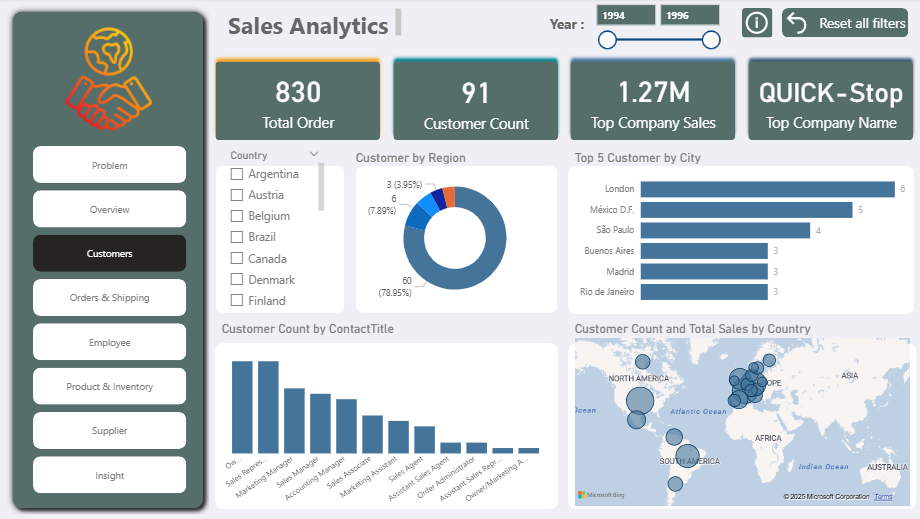 Sales Analytics
Year :
1994
1996
Reset all filters
Problem
Overview
Customers
Orders & Shipping
Employee
Product & Inventory
Supplier
Insight
830
Total Order
91
Customer Count
1.27M
Top Company Sales
QUICK-Stop
Top Company Name
Country
Argentina
Austria
Belgium
Brazil
Canada
Denmark
Finland
Customer by Region
3 (3.95%)
6
(7.89%)
60
(78.95%)
Top 5 Customer by City
London 6
México D.F. 5
São Paulo 4
Buenos Aires 3
Madrid 3
Rio de Janeiro 3
Customer Count by ContactTitle
Ow...
Sales Repres...
Marketing Manager
Sales Manager
Accounting Manager
Sales Associate
Marketing Assistant
Sales Agent
Assistant Sales Agent
Order Administrator
Assistant Sales Repr...
Owner/Marketing A...
Customer Count and Total Sales by Country
NORTH AMERICA
OPE
ASIA
Ocean
Atlantic Ocean
AFRICA
SOUTH AMERICA
Indian Ocean
AUSTRALIA
Microsoft Bing
© 2025 Microsoft Corporation Terms